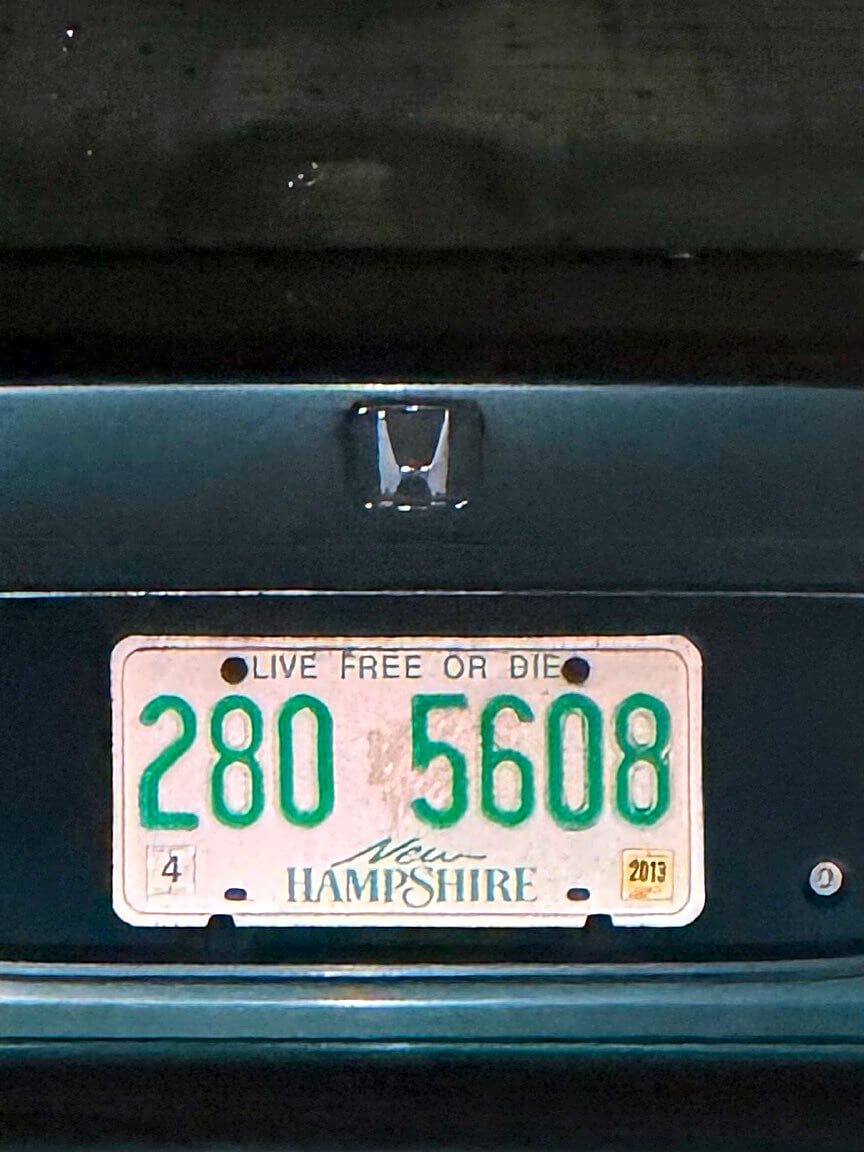 LIVE FREE OR DIE
280 5608
4
New
HAMPSHIRE
2013